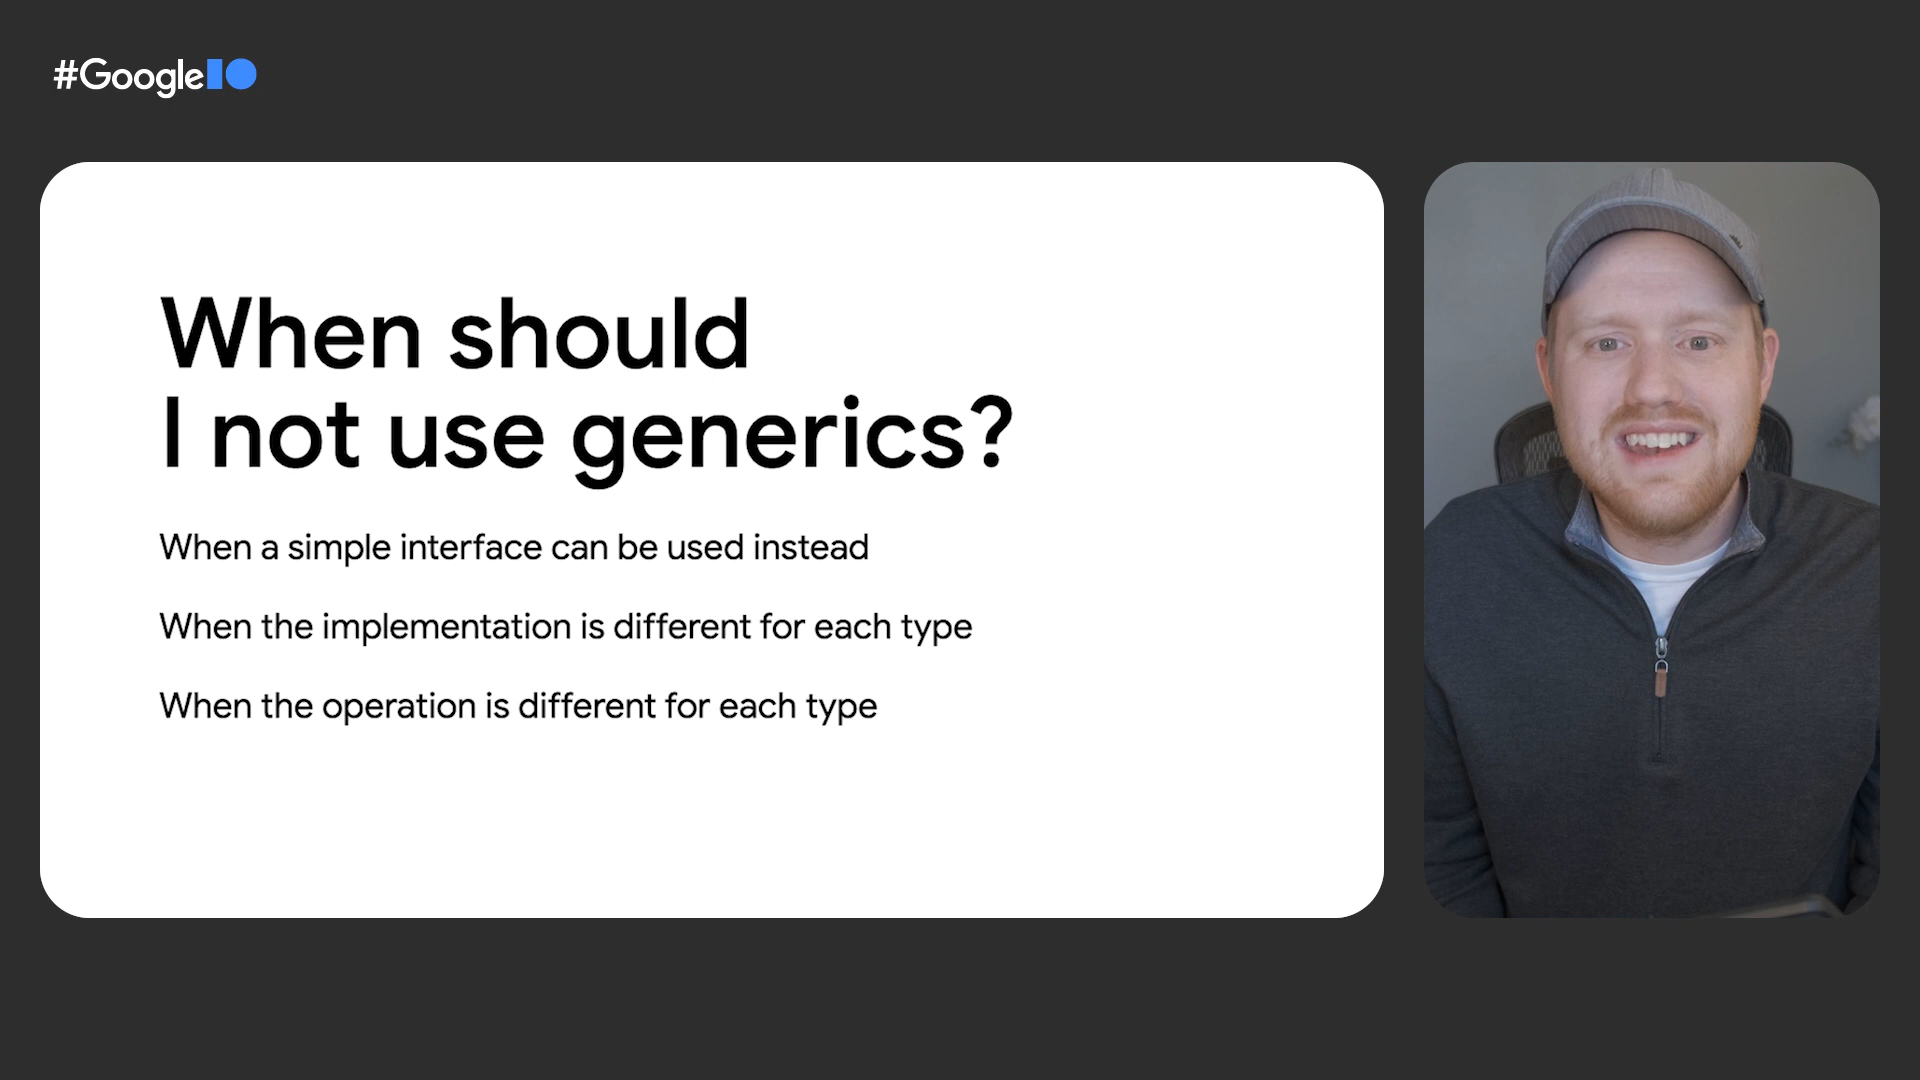 #GoogleIO
When should
I not use generics?
When a simple interface can be used instead
When the implementation is different for each type
When the operation is different for each type